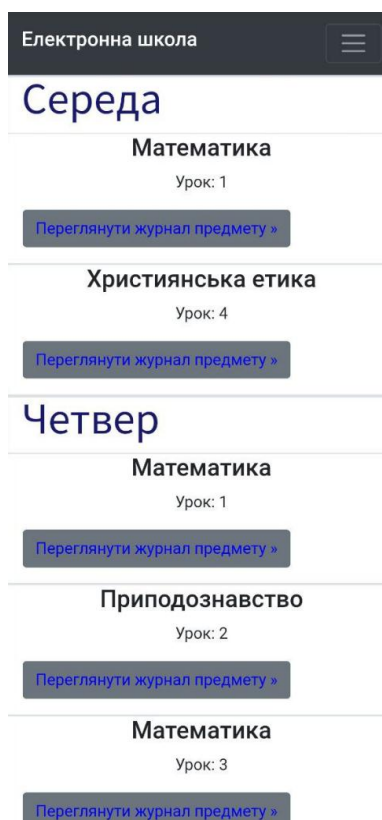 Електронна школа
Середа
Математика
Урок: 1
Переглянути журнал предмету »
Християнська етика
Урок: 4
Переглянути журнал предмету »
Четвер
Математика
Урок: 1
Переглянути журнал предмету »
Приподознавство
Урок: 2
Переглянути журнал предмету »
Математика
Урок: 3
Переглянути журнал предмету »